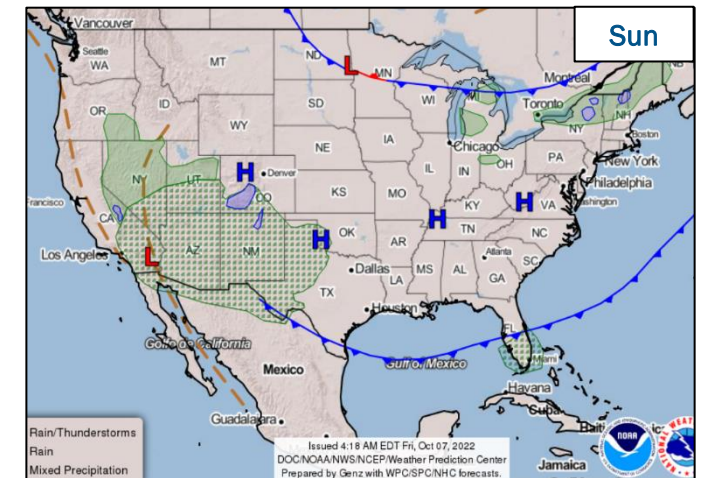 Sun
Vancouver
Seattle
WA
MT
ND
MN
Montreal
NB
OR
ID
SD
WI
MI
Toronto
NY
NH
Boston
WY
IA
Chicago
NE
PA
New York
NV
UT
Denver
IL
IN
OH
Philadelphia
Francisco
CO
KS
MO
KY
VA
Washington
CA
H
H
H
H
L
L
Los Angeles
AZ
NM
OK
AR
TN
NC
Atlanta
SC
Dallas
MS
AL
GA
LA
TX
Houston
FL
Golfo de California
Gulf of Mexico
Miami
Mexico
Havana
Cuba
Guadalajara
Jamaica
Rain/Thunderstorms
Rain
Mixed Precipitation
Issued 4:18 AM EDT Fri, Oct 07, 2022
DOC/NOAA/NWS/NCEP/Weather Prediction Center
Prepared by Genz with WPC/SPC/NHC forecasts.
NOAA